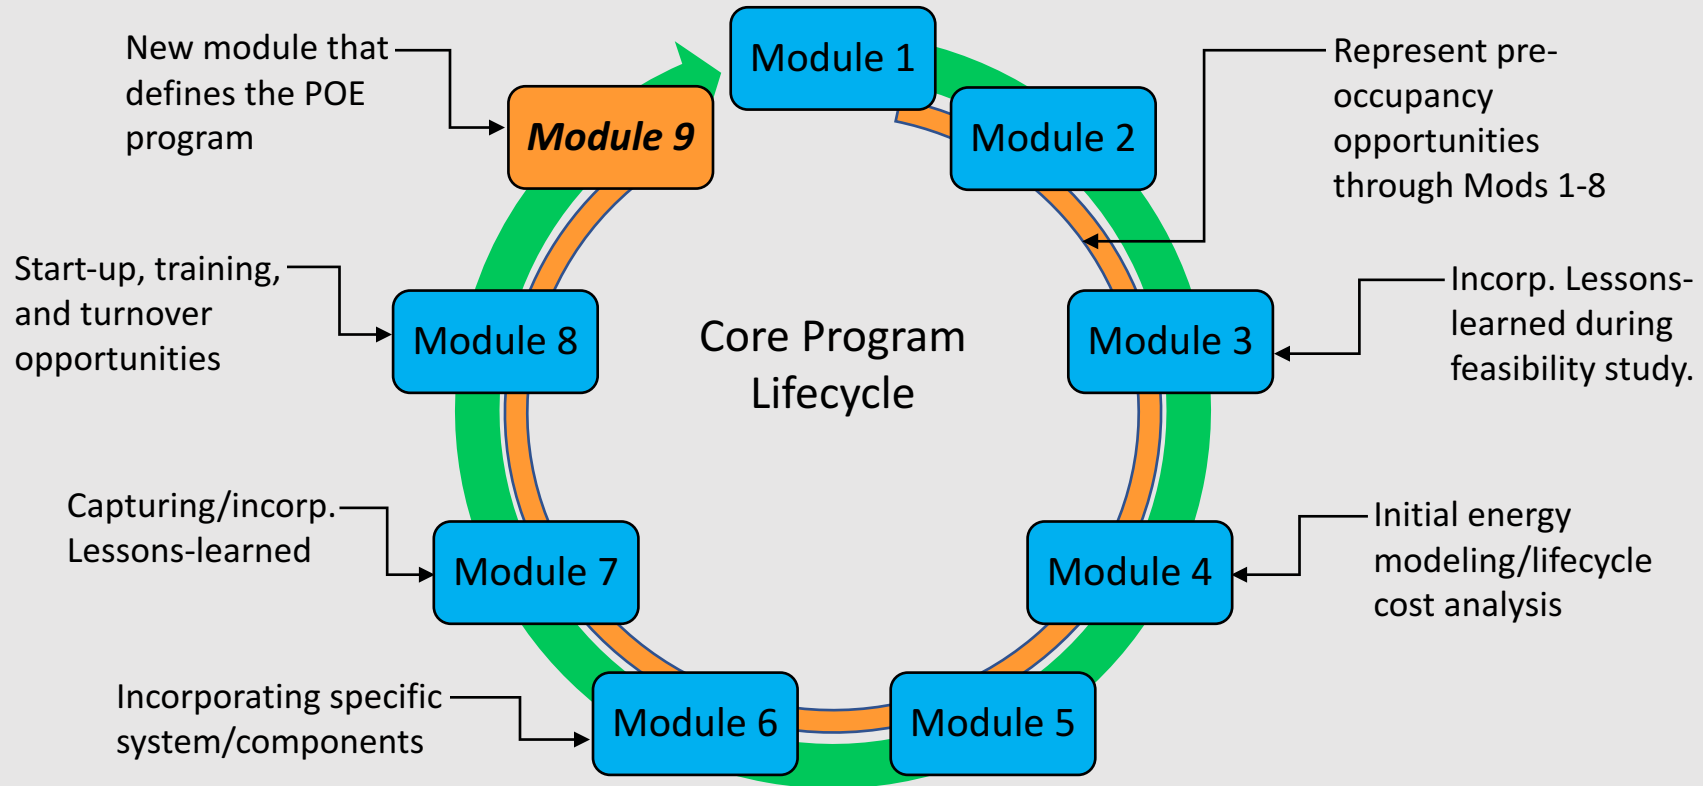 New module that
defines the POE
program
Module 1
Represent pre-
occupancy
opportunities
through Mods 1-8
Module 9
Module 2
Start-up, training,
and turnover
opportunities
Module 8
Core Program
Lifecycle
Module 3
Incorp. Lessons-
learned during
feasibility study.
Capturing/incorp.
Lessons-learned
Module 7
Module 4
Initial energy
modeling/lifecycle
cost analysis
Incorporating specific
system/components
Module 6
Module 5